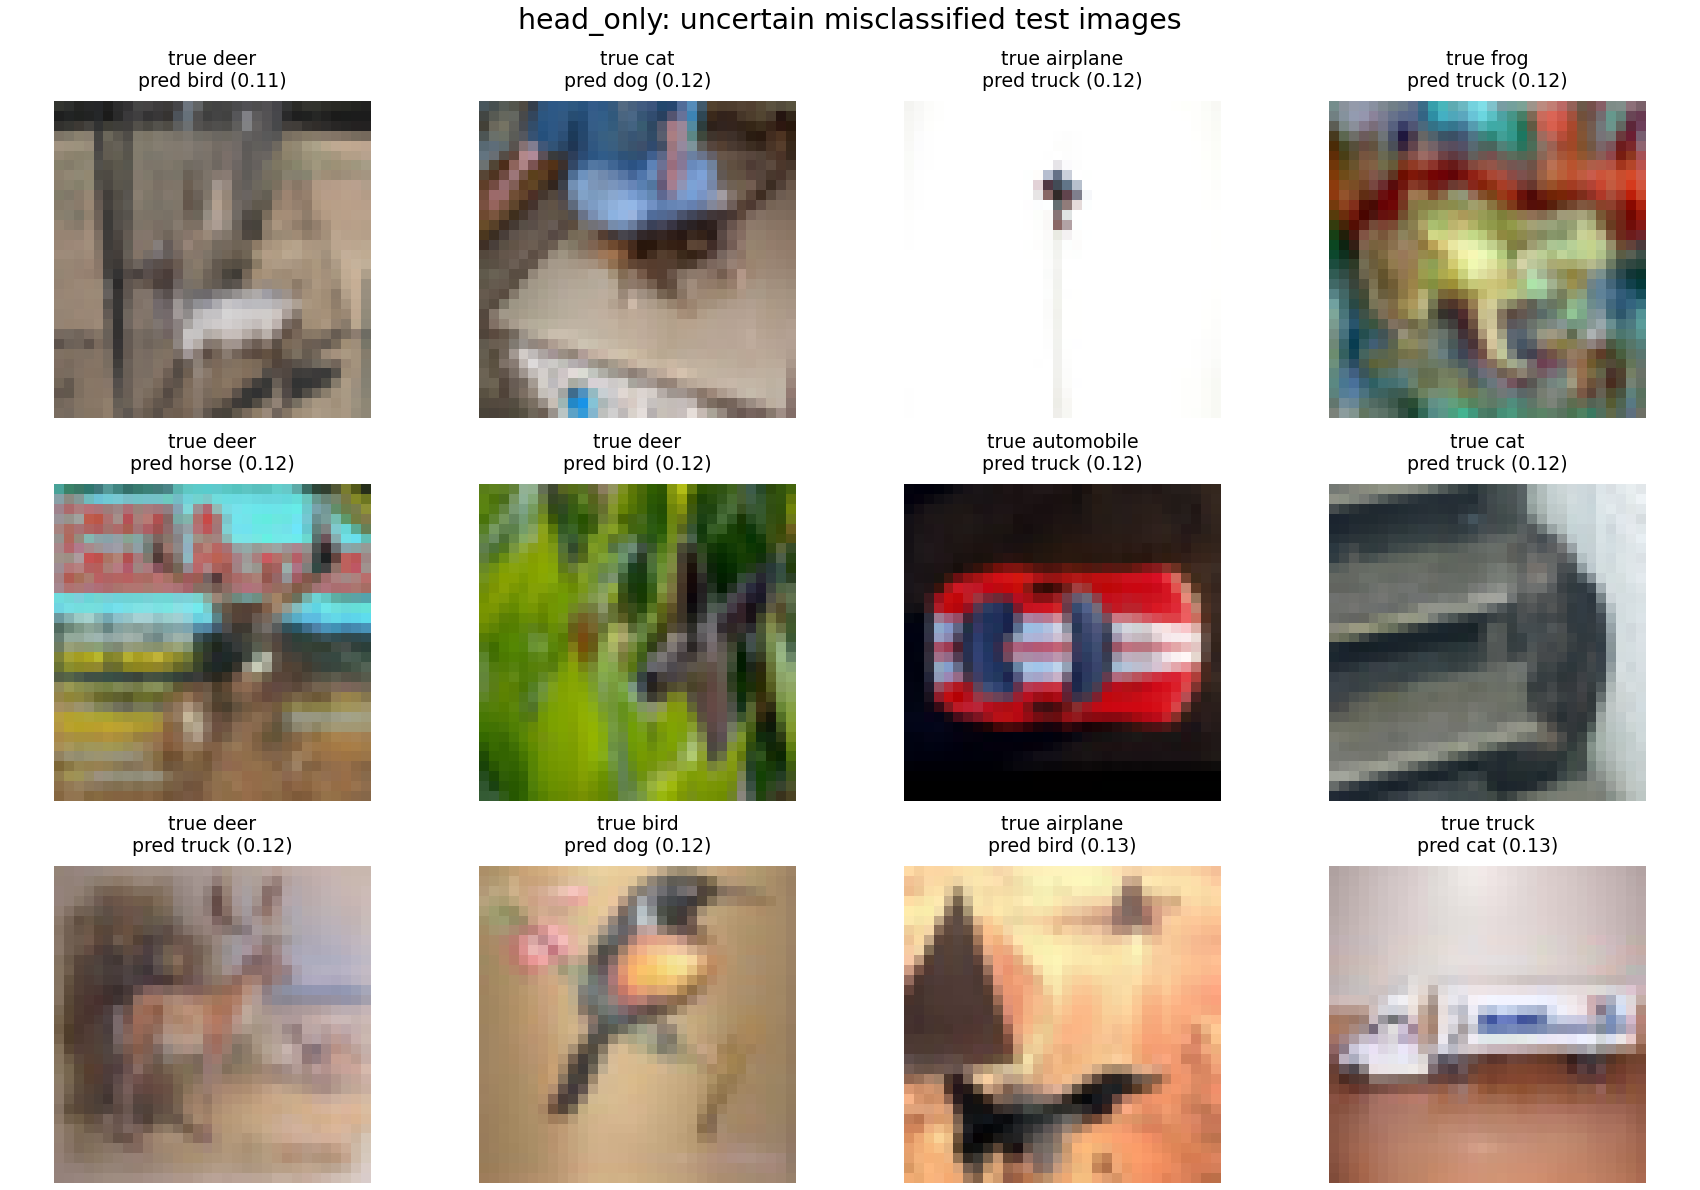 head_only: uncertain misclassified test images
true deer
pred bird (0.11)
true cat
pred dog (0.12)
true airplane
pred truck (0.12)
true frog
pred truck (0.12)
true deer
pred horse (0.12)
true deer
pred bird (0.12)
true automobile
pred truck (0.12)
true cat
pred truck (0.12)
true deer
pred truck (0.12)
true bird
pred dog (0.12)
true airplane
pred bird (0.13)
true truck
pred cat (0.13)